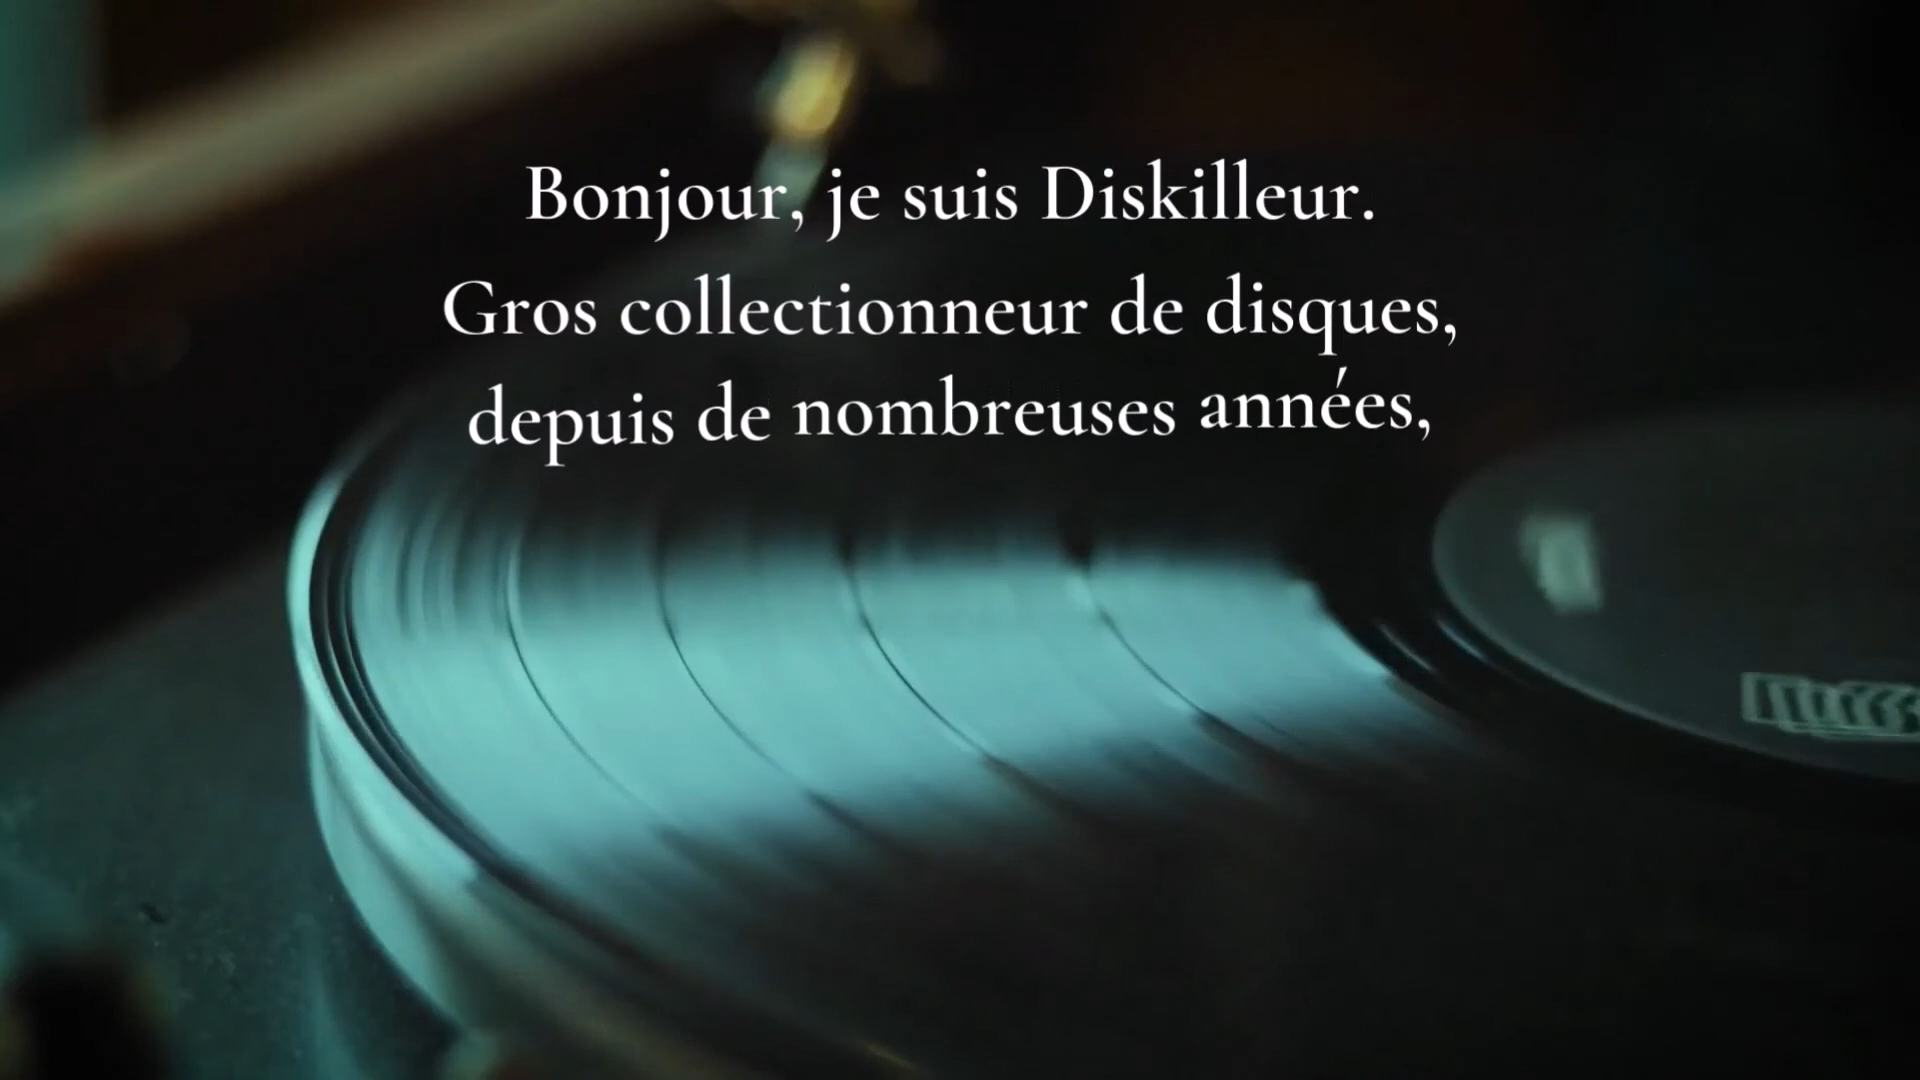 Bonjour, je suis Diskilleur.
Gros collectionneur de disques,
depuis de nombreuses années,